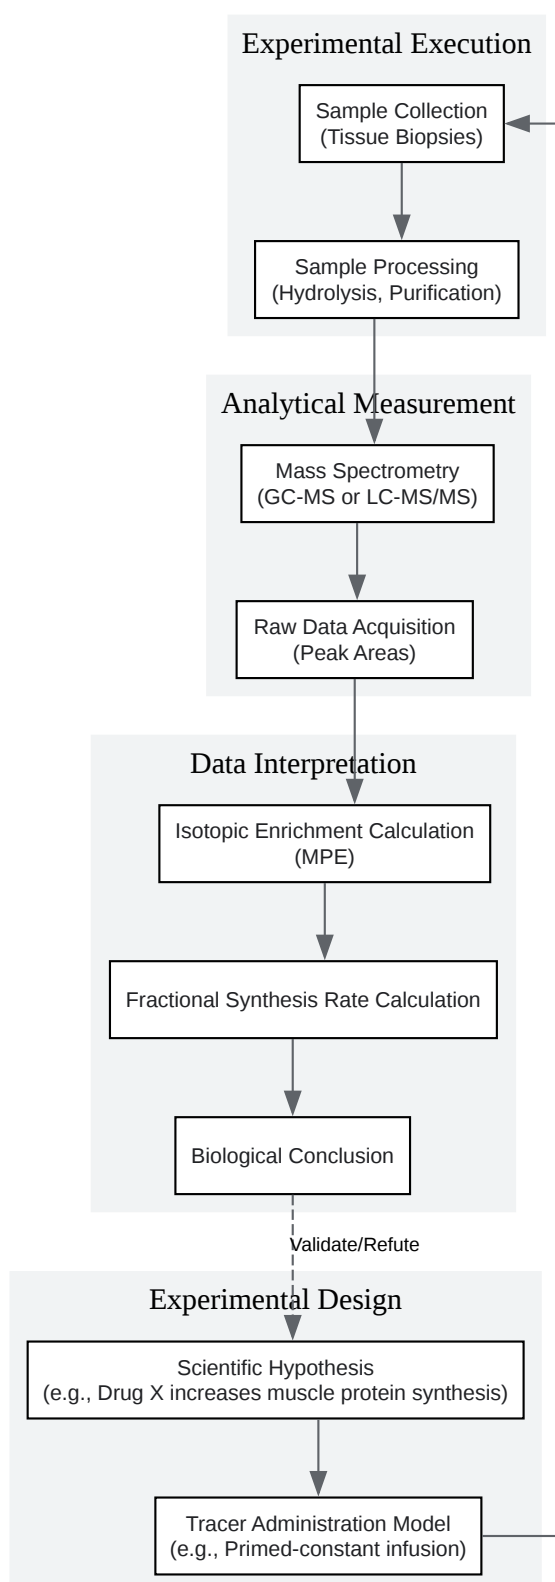 Experimental Execution
Sample Collection
(Tissue Biopsies)
Sample Processing
(Hydrolysis, Purification)
Analytical Measurement
Mass Spectrometry
(GC-MS or LC-MS/MS)
Raw Data Acquisition
(Peak Areas)
Data Interpretation
Isotopic Enrichment Calculation
(MPE)
Fractional Synthesis Rate Calculation
Biological Conclusion
Validate/Refute
Experimental Design
Scientific Hypothesis
(e.g., Drug X increases muscle protein synthesis)
Tracer Administration Model
(e.g., Primed-constant infusion)